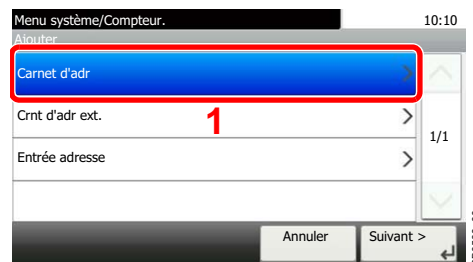 Menu système/Compteur. 10:10
Ajouter
Carnet d'adr
Crnt d'adr ext.
1
1/1
Entrée adresse
Annuler Suivant >